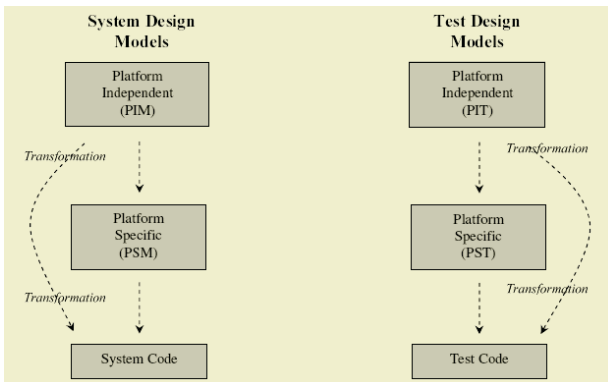 System Design
Models
Platform
Independent
(PIM)
Transformation
Platform
Specific
(PSM)
Transformation
System Code
Test Design
Models
Platform
Independent
(PIT)
Transformation
Platform
Specific
(PST)
Transformation
Test Code